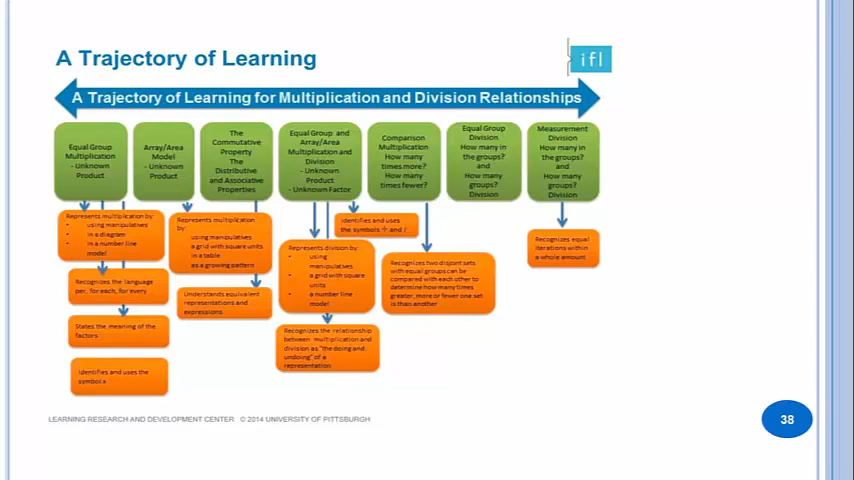 A Trajectory of Learning
ifl
A Trajectory of Learning for Multiplication and Division Relationships
Equal Group
Multiplication
- Unknown
Product
Array/Area
Model
- Unknown
Product
The
Commutative
Property
The
Distributive
and Associative
Properties
Equal Group and
Array/Area
Multiplication and
Division
- Unknown
Product
- Unknown Factor
Comparison
Multiplication
How many
times more?
How many
times fewer?
Equal Group
Division
How many in
the groups?
and
How many
groups?
Division
Measurement
Division
How many in
the groups?
and
How many
groups?
Division
Represents multiplication by:
• using manipulatives
• in a diagram
• in a number line
model
Recognizes the language
per, for each, for every
States the meaning of the
factors
Identifies and uses the
symbols
Represents multiplication
by:
using manipulatives
a grid with square units
in a table
as a growing pattern
Understands equivalent
representations and
expressions.
Identifies and uses
the symbols ÷ and /
Represents division by:
• using
manipulatives
• a grid with square
units
• a number line
model
Recognizes the relationship
between multiplication and
division as "the doing and
undoing" of a
representation
Recognizes two disjoint sets
with equal groups can be
compared with each other to
determine how many times
greater, more or fewer one set
is than another
Recognizes equal
iterations within
a whole amount
LEARNING RESEARCH AND DEVELOPMENT CENTER © 2014 UNIVERSITY OF PITTSBURGH
38